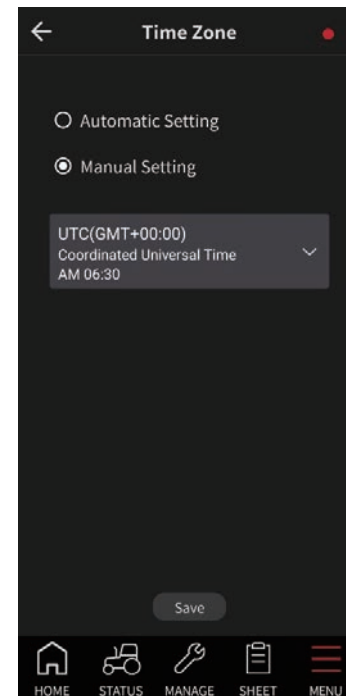 Time Zone
Automatic Setting
Manual Setting
UTC(GMT+00:00)
Coordinated Universal Time
AM 06:30
Save
HOME STATUS MANAGE SHEET MENU